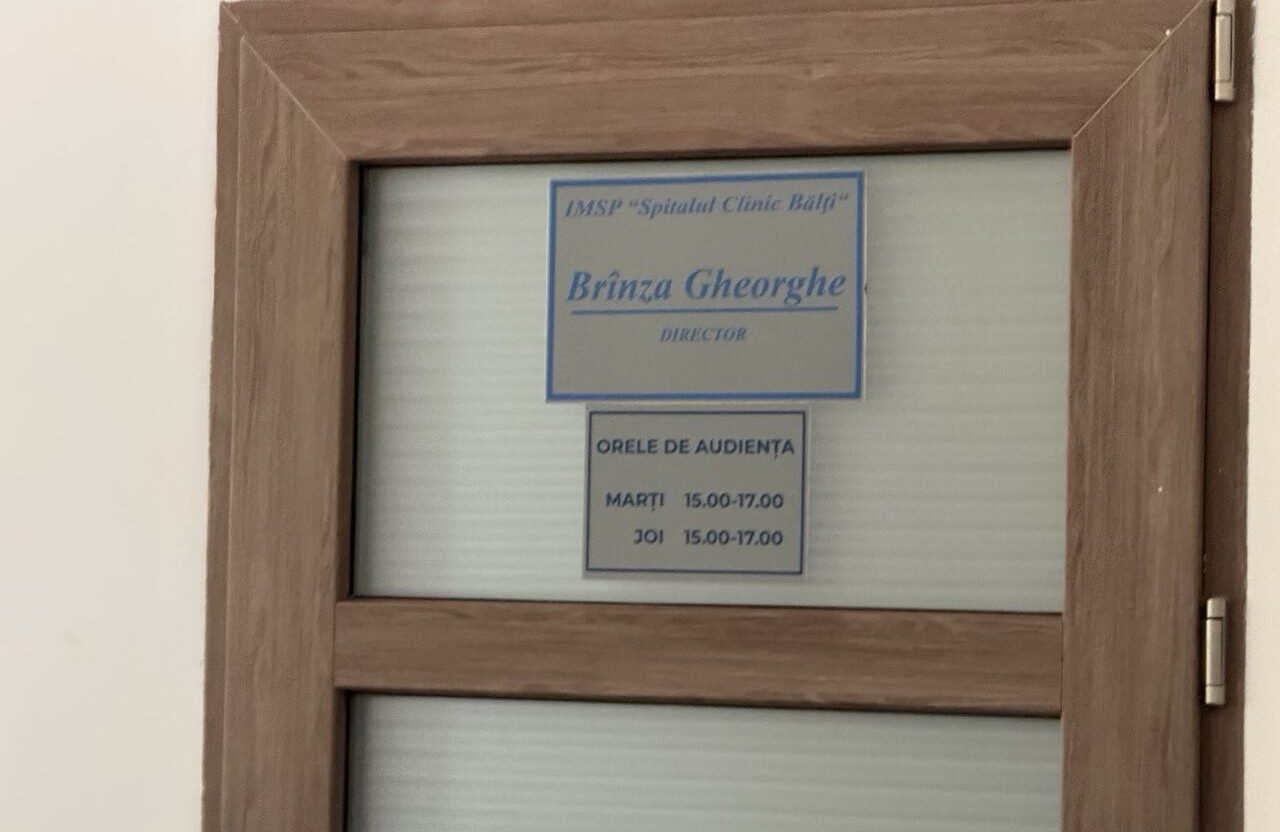 IMSP “Spitalul Clinic Bălți“
Brînza Gheorghe
DIRECTOR
ORELE DE AUDIENȚA
MARȚI 15.00-17.00
JOI 15.00-17.00